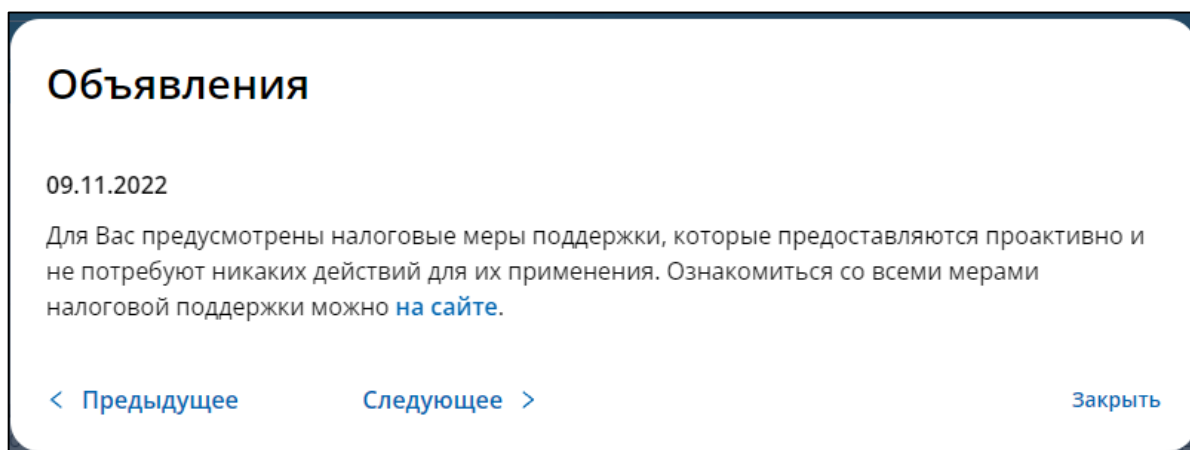 Объявления
09.11.2022
Для Вас предусмотрены налоговые меры поддержки, которые предоставляются проактивно и
не потребуют никаких действий для их применения. Ознакомиться со всеми мерами
налоговой поддержки можно на сайте.
< Предыдущее Следующее > Закрыть